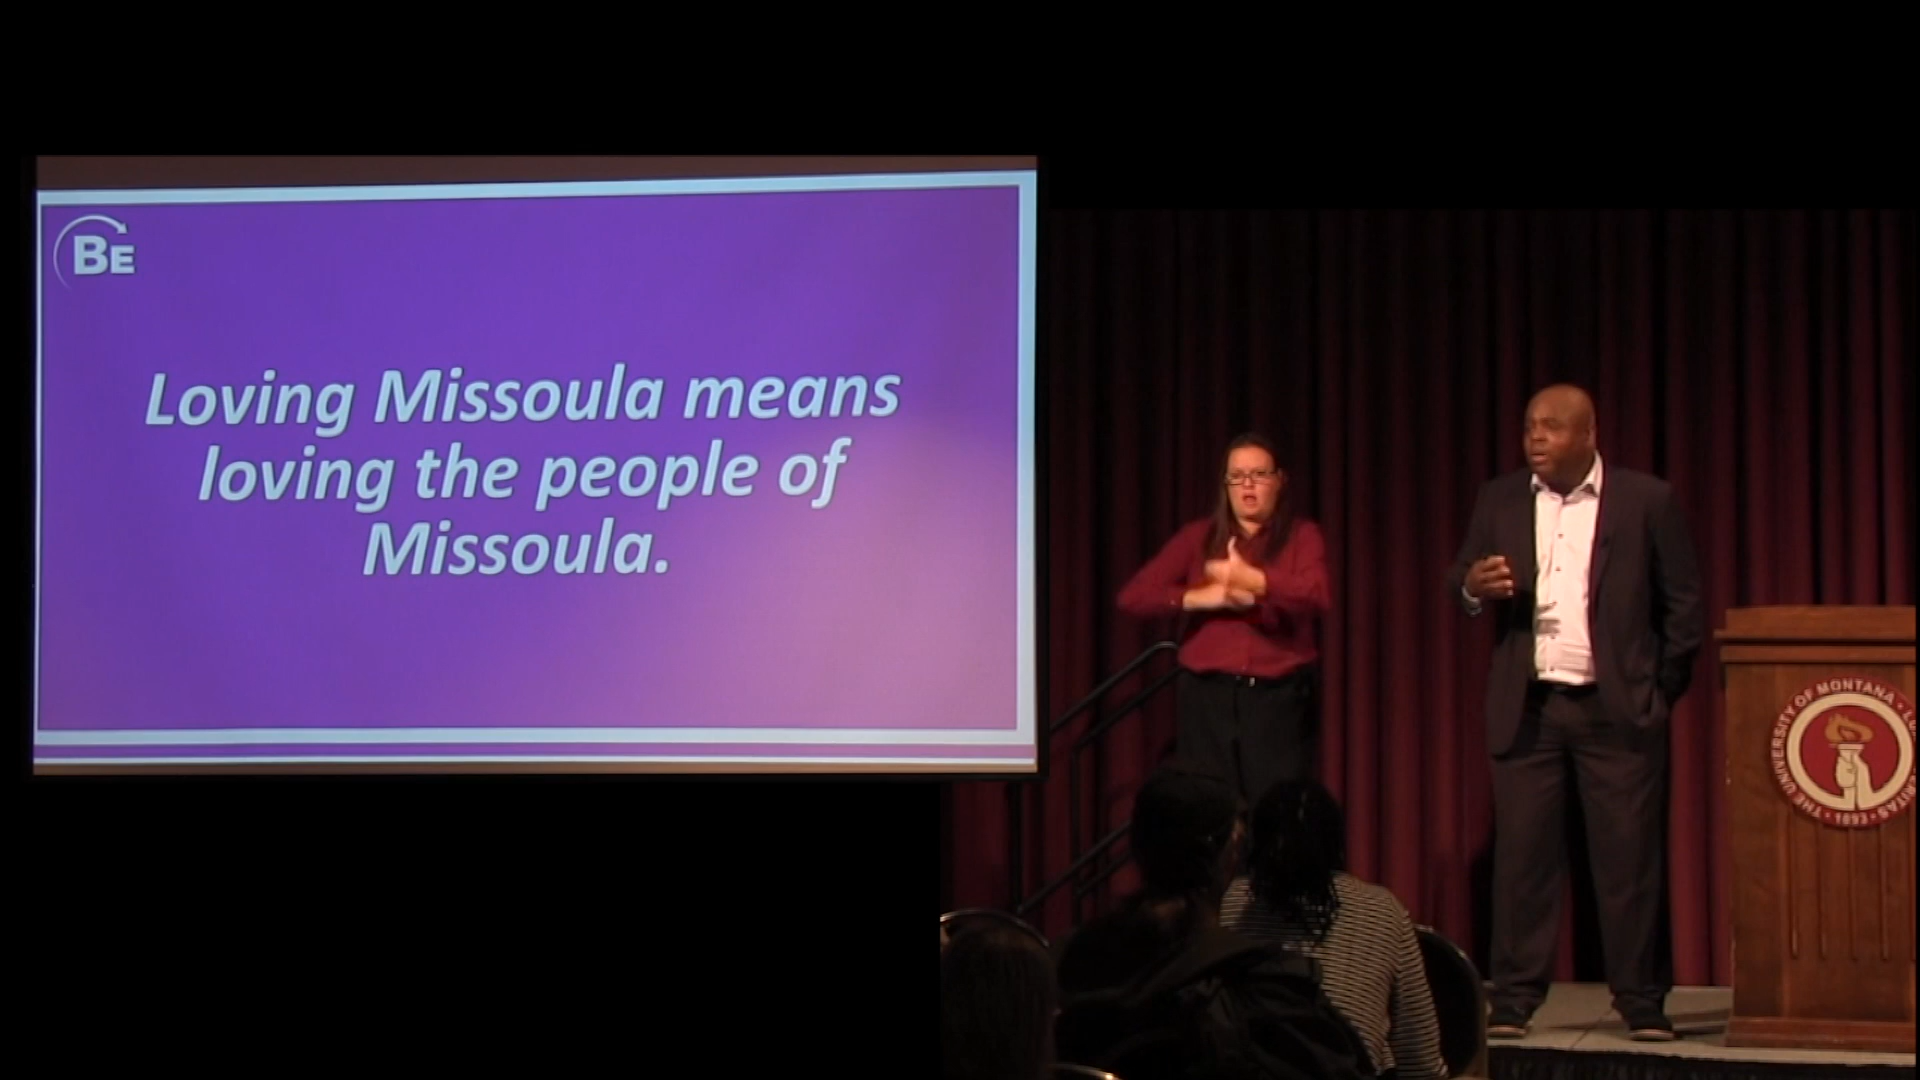 BE
Loving Missoula means
loving the people of
Missoula.
THE UNIVERSITY OF MONTANA
1893